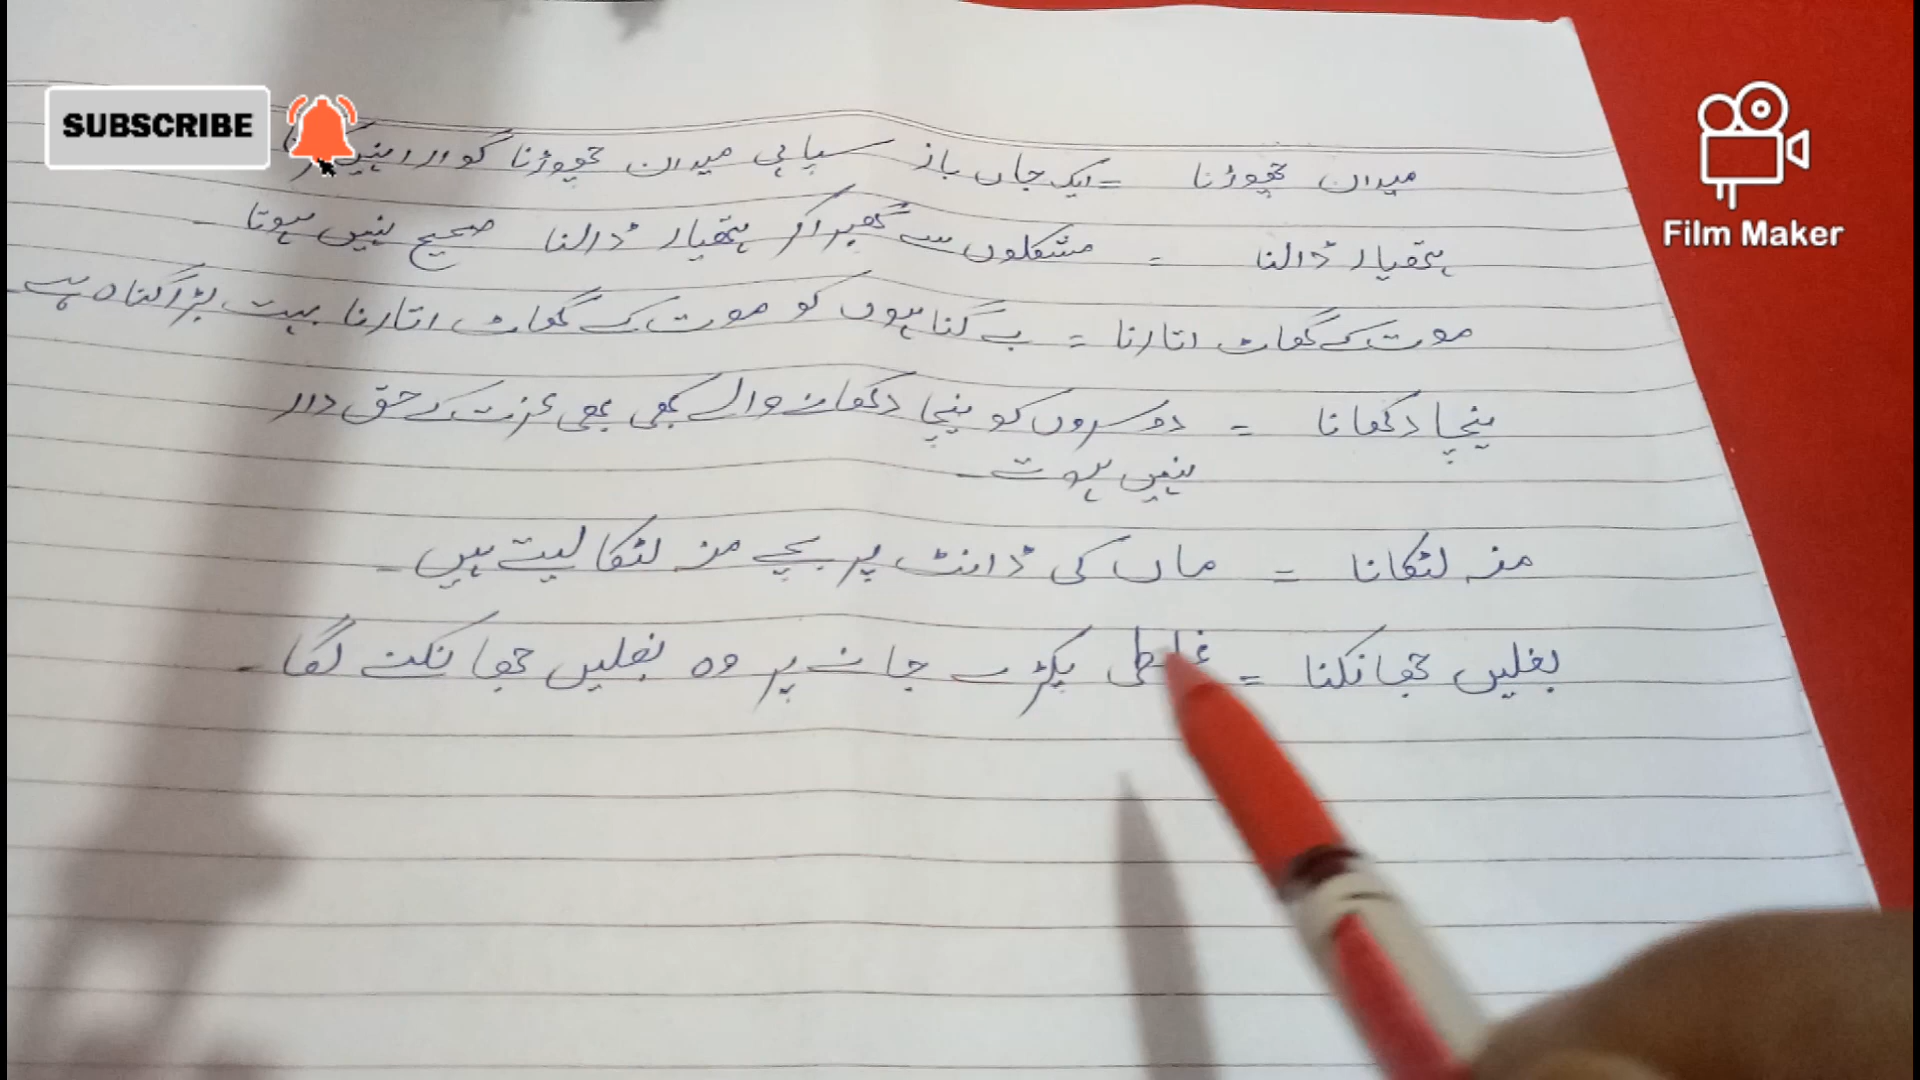 SUBSCRIBE
Film Maker
میدان چھوڑنا = ایک جاں باز سپاہی میدان چھوڑنا گوارا نہیں
ہتھیار ڈالنا = مشکلوں سے گھبرا کر ہتھیار ڈالنا صحیح نہیں ہوتا ۔
موت کے گھاٹ اتارنا = بے گناہوں کو موت کے گھاٹ اتارنا بہت بڑا گناہ ہے۔
نیچا دکھانا = دوسروں کو نیچا دکھانے والے کبھی بھی عزت کے حق دار
نہیں ہوتے ۔
منہ لٹکانا = ماں کی ڈانٹ پر بچے منہ لٹکا لیتے ہیں ۔
بغلیں جھانکنا = غلطی پکڑے جانے پر وہ بغلیں جھانکنے لگا ۔